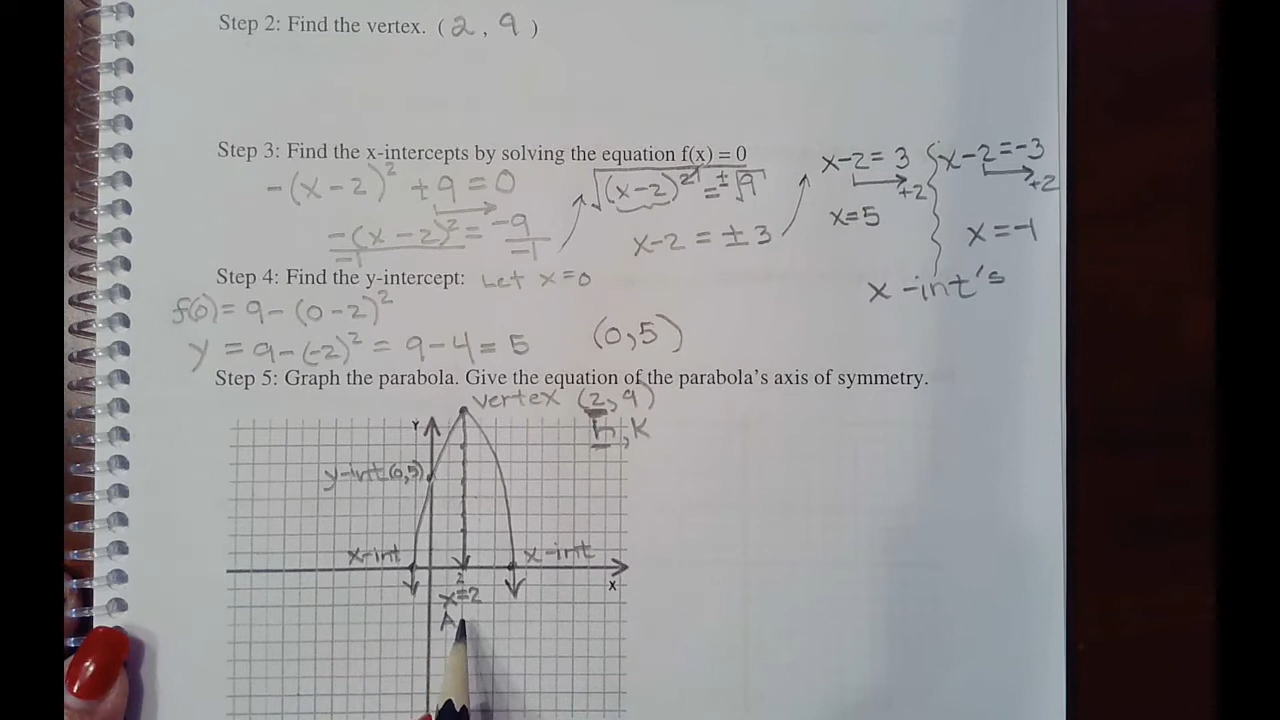 Step 2: Find the vertex. (2, 9)
Step 3: Find the x-intercepts by solving the equation f(x) = 0
-(x-2)² +9=0
-(x-2)² = -9
-1 -1
√(x-2)² = ±√9
x-2 = ±3
x-2= 3
+2
x=5
x-2=-3
+2
x=-1
x-int's
Step 4: Find the y-intercept: Let x=0
f(0)= 9-(0-2)²
y = 9-(-2)² = 9-4=5 (0,5)
Step 5: Graph the parabola. Give the equation of the parabola's axis of symmetry.
vertex (2,9)
h,k
Y
y-int(0,5)
x-int
x-int
x
2
x=2
A